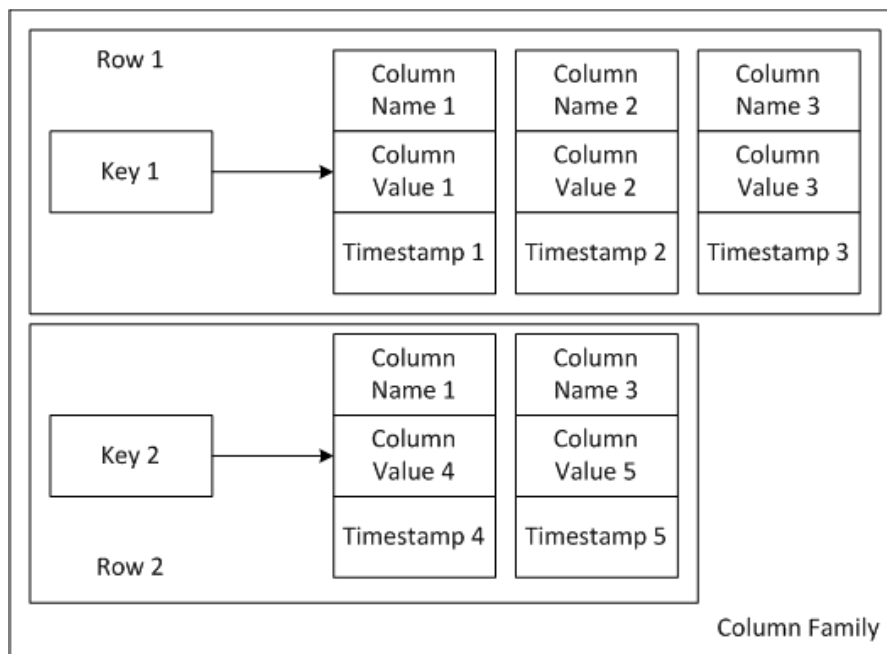 Row 1
Key 1
Column
Name 1
Column
Value 1
Timestamp 1
Column
Name 2
Column
Value 2
Timestamp 2
Column
Name 3
Column
Value 3
Timestamp 3
Key 2
Row 2
Column
Name 1
Column
Value 4
Timestamp 4
Column
Name 3
Column
Value 5
Timestamp 5
Column Family